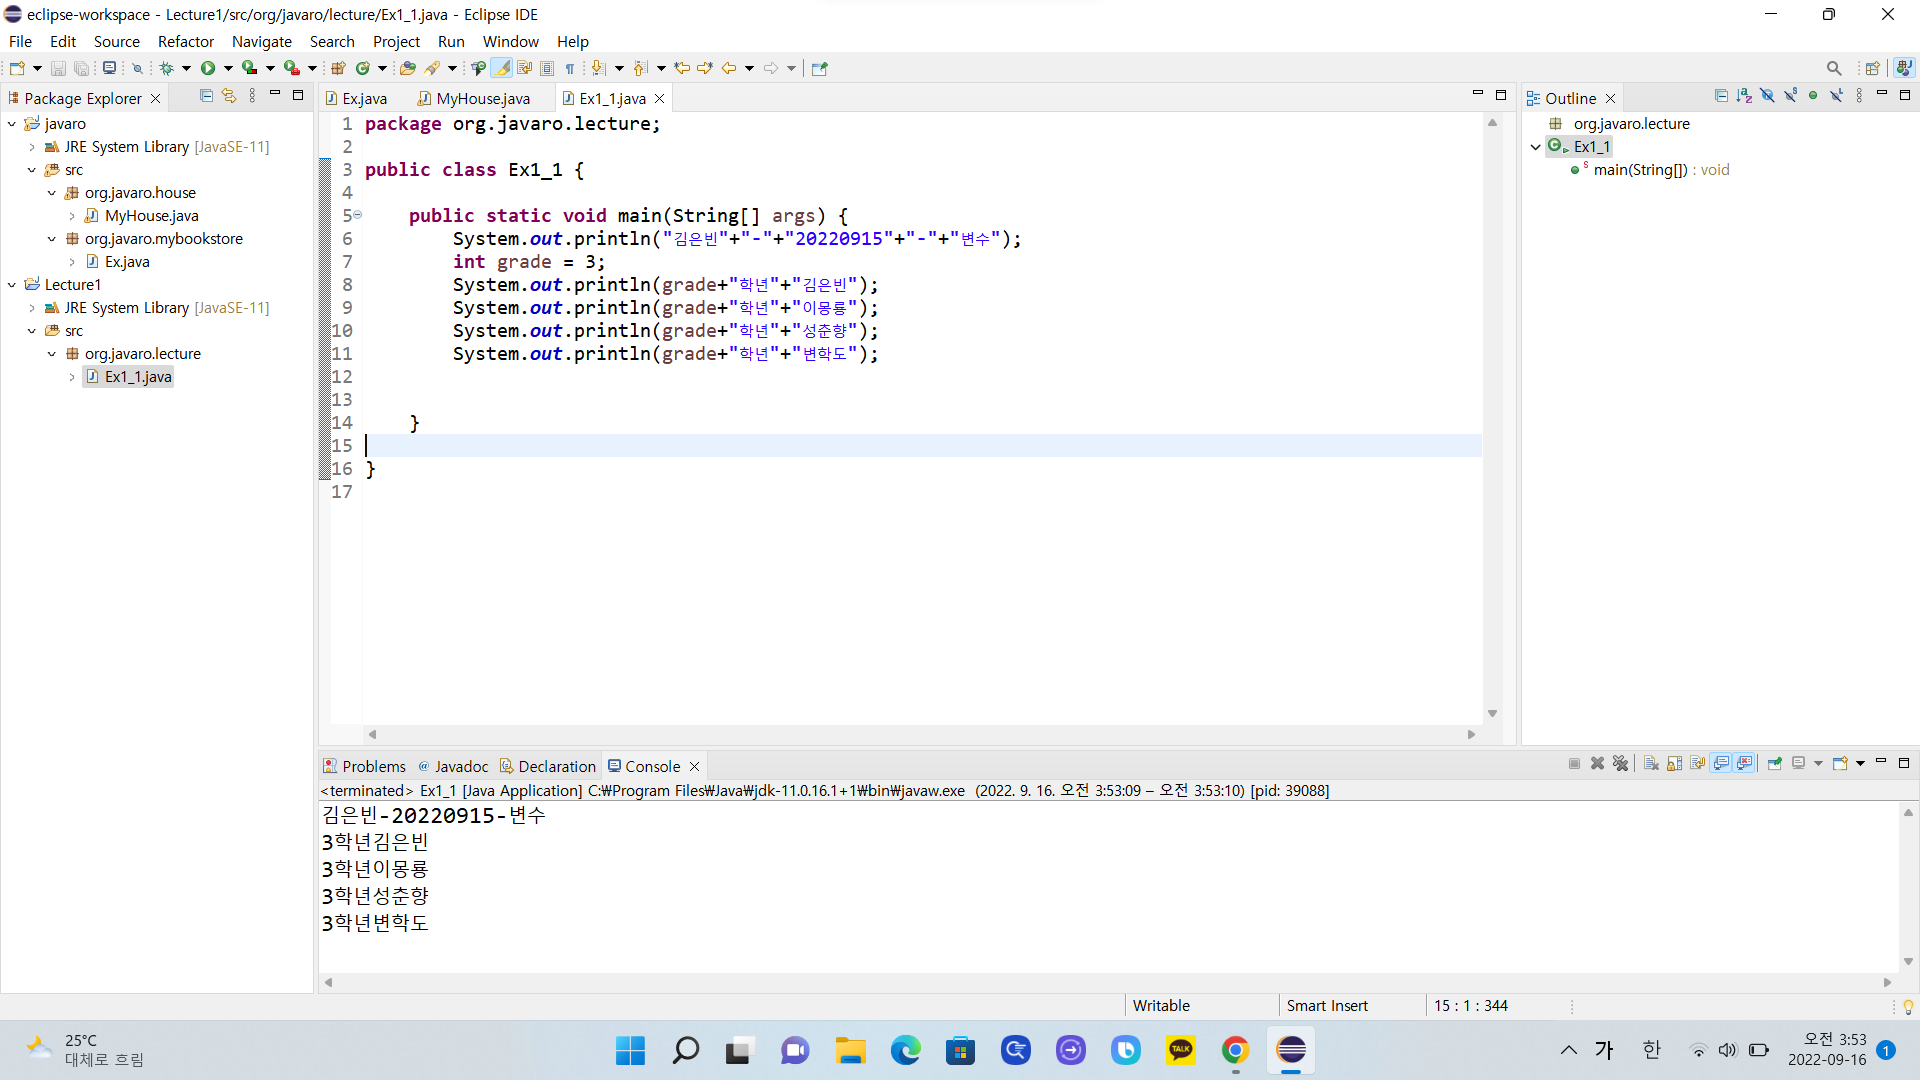 eclipse-workspace - Lecture1/src/org/javaro/lecture/Ex1_1.java - Eclipse IDE
File Edit Source Refactor Navigate Search Project Run Window Help
Package Explorer
javaro
JRE System Library [JavaSE-11]
src
org.javaro.house
MyHouse.java
org.javaro.mybookstore
Ex.java
Lecture1
JRE System Library [JavaSE-11]
src
org.javaro.lecture
Ex1_1.java
Ex.java MyHouse.java Ex1_1.java
1 package org.javaro.lecture;
2
3 public class Ex1_1 {
4
5 public static void main(String[] args) {
6 System.out.println("김은빈"+"-"+"20220915"+"-"+"변수");
7 int grade = 3;
8 System.out.println(grade+"학년"+"김은빈");
9 System.out.println(grade+"학년"+"이몽룡");
10 System.out.println(grade+"학년"+"성춘향");
11 System.out.println(grade+"학년"+"변학도");
12
13
14 }
15
16 }
17
Outline
org.javaro.lecture
Ex1_1
main(String[]) : void
Problems Javadoc Declaration Console
<terminated> Ex1_1 [Java Application] C:₩Program Files₩Java₩jdk-11.0.16.1+1₩bin₩javaw.exe (2022. 9. 16. 오전 3:53:09 – 오전 3:53:10) [pid: 39088]
김은빈-20220915-변수
3학년김은빈
3학년이몽룡
3학년성춘향
3학년변학도
Writable Smart Insert 15 : 1 : 344
25°C
대체로 흐림
TALK
가 한
오전 3:53
2022-09-16
1